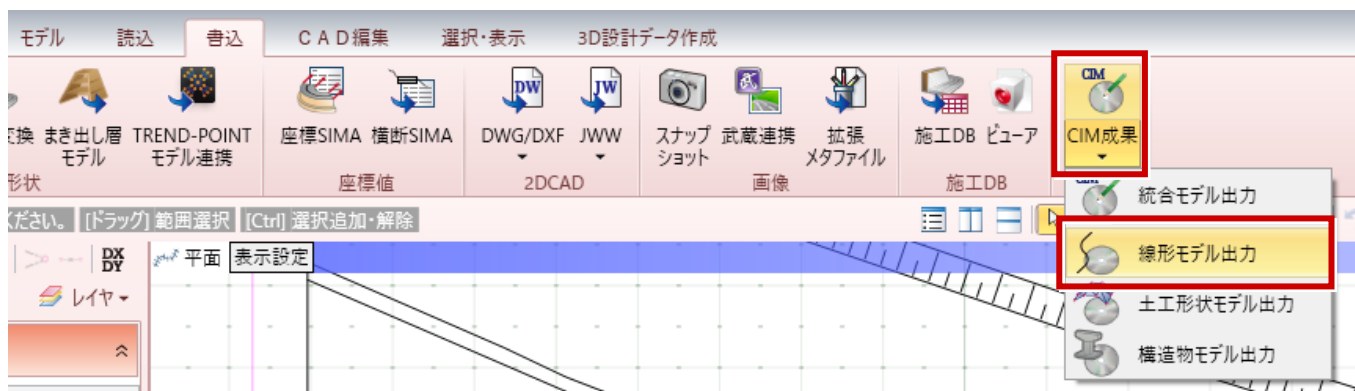 モデル 読込 書込 CAD編集 選択・表示 3D設計データ作成
変換 まき出し層 モデル TREND-POINT モデル連携 座標SIMA 横断SIMA DWG/DXF JWW スナップ ショット 武蔵連携 拡張 メタファイル 施工DB ビューア CIM成果
形状 座標値 2DCAD 画像 施工DB
統合モデル出力
ください。 [ドラッグ] 範囲選択 [Ctrl] 選択追加・解除
DX
DY
平面 表示設定
線形モデル出力
レイヤ
土工形状モデル出力
構造物モデル出力